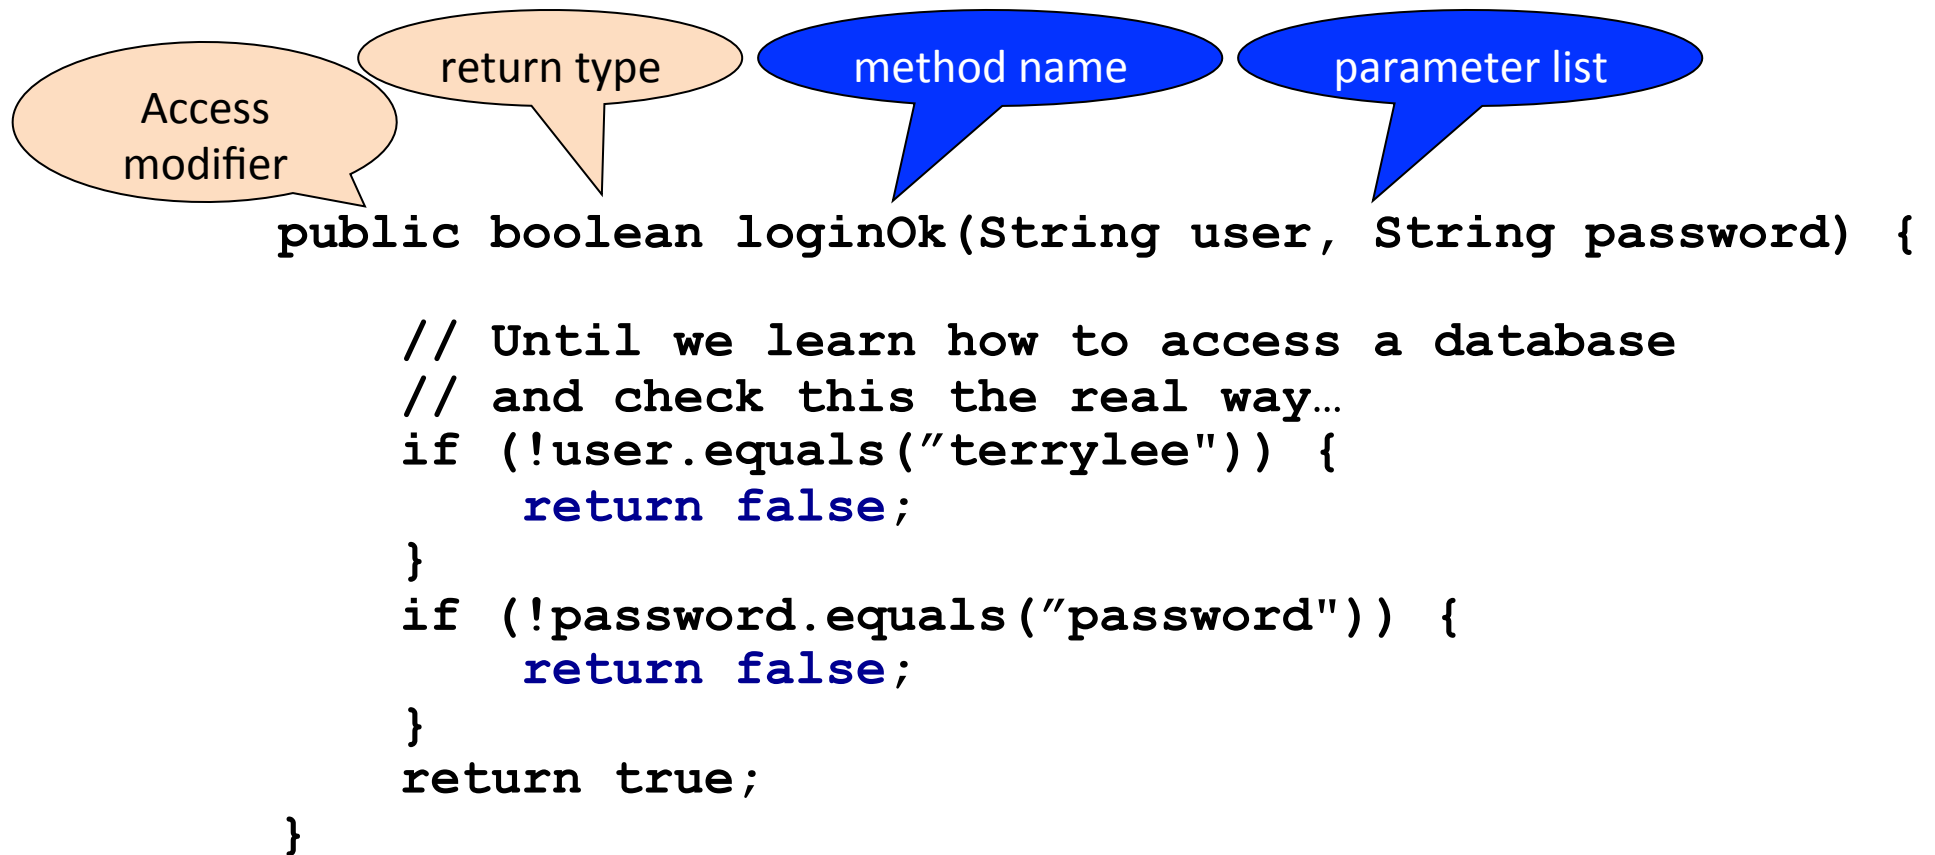 Access
modifier
return type
method name
parameter list
public boolean loginOk(String user, String password) {
// Until we learn how to access a database
// and check this the real way…
if (!user.equals(″terrylee")) {
return false;
}
if (!password.equals(″password")) {
return false;
}
return true;
}